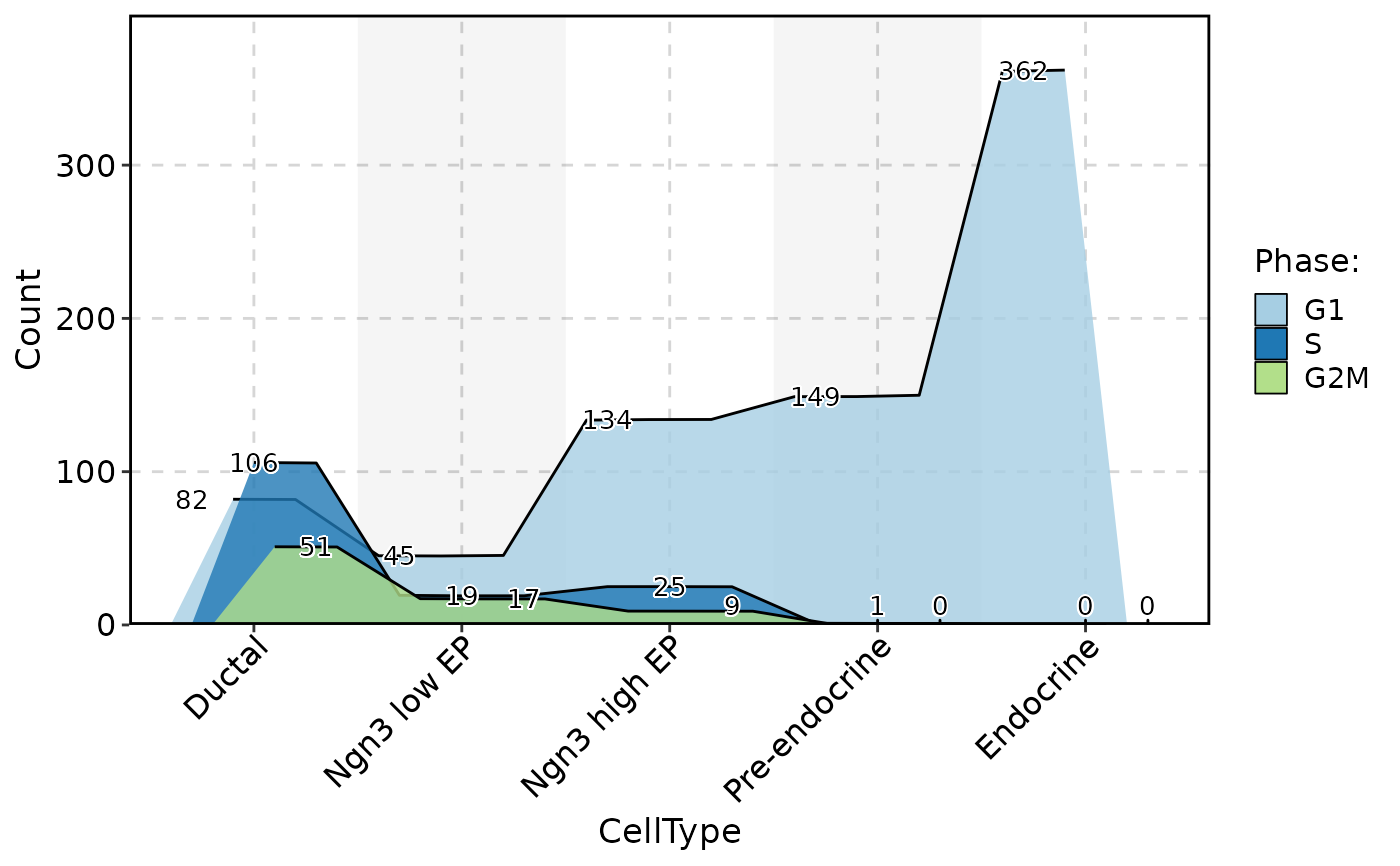 362
300
200
149
134
106
100
82
51
45
19
17
25
9
1
0
0
0
0
Count
Ductal
Ngn3 low EP
Ngn3 high EP
Pre-endocrine
Endocrine
CellType
Phase:
G1
S
G2M